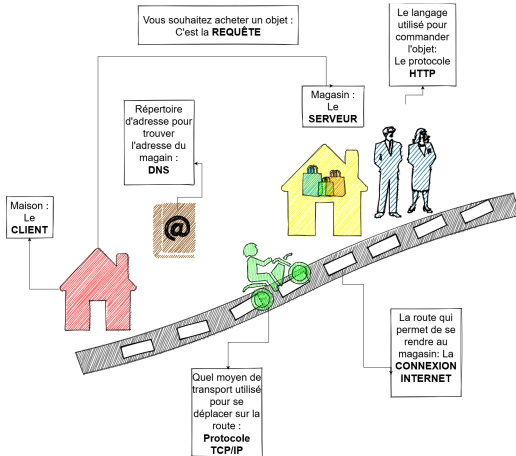 Vous souhaitez acheter un objet :
C'est la REQUÊTE
Le langage
utilisé pour
commander
l'objet:
Le protocole
HTTP
Magasin :
Le
SERVEUR
Répertoire
d'adresse pour
trouver
l'adresse du
magain :
DNS
Maison :
Le
CLIENT
@
La route qui
permet de se
rendre au
magasin: La
CONNEXION
INTERNET
Quel moyen de
transport utilisé
pour se
déplacer sur la
route :
Protocole
TCP/IP